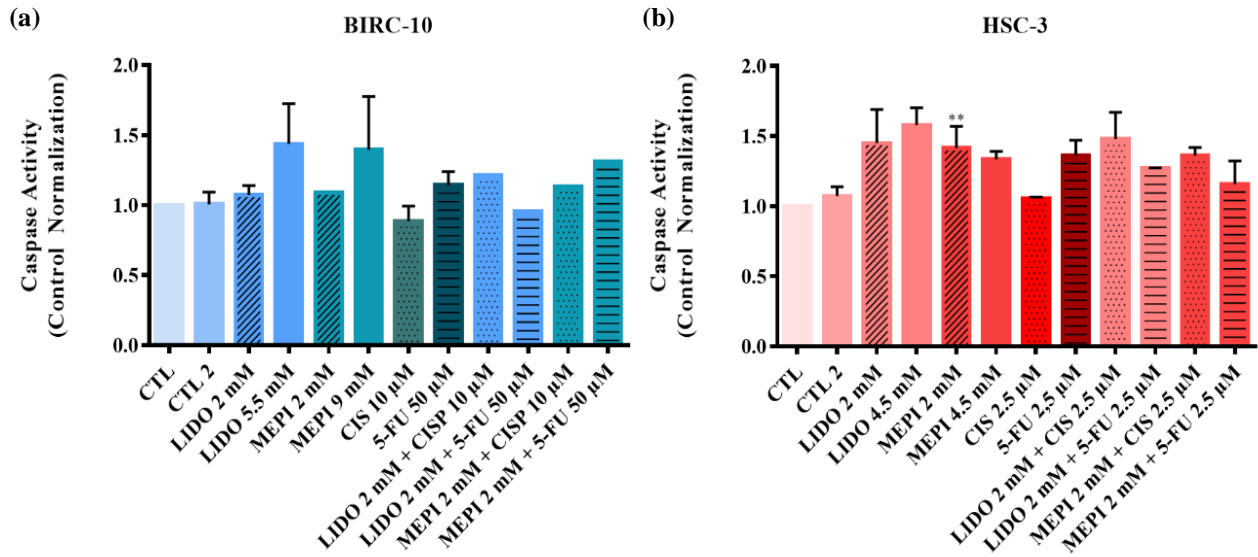 (a)
BIRC-10
Caspase Activity
(Control Normalization)
2.0
1.5
1.0
0.5
0.0
CTL
CTL 2
LIDO 2 mM
LIDO 5.5 mM
MEPI 2 mM
MEPI 9 mM
CIS 10 µM
5-FU 50 µM
LIDO 2 mM + CISP 10 µM
LIDO 2 mM + 5-FU 50 µM
MEPI 2 mM + CISP 10 µM
MEPI 2 mM + 5-FU 50 µM
(b)
HSC-3
Caspase Activity
(Control Normalization)
2.0
1.5
1.0
0.5
0.0
**
CTL
CTL 2
LIDO 2 mM
LIDO 4.5 mM
MEPI 2 mM
MEPI 4.5 mM
CIS 2.5 µM
5-FU 2,5 µM
LIDO 2 mM + CIS 2.5 µM
LIDO 2 mM + 5-FU 2.5 µM
MEPI 2 mM + CIS 2.5 µM
MEPI 2 mM + 5-FU 2.5 µM